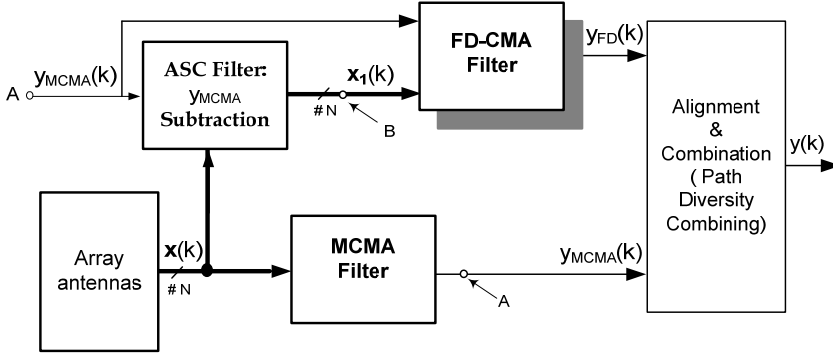 A
yMCMA(k)
ASC Filter:
yMCMA
Subtraction
x1(k)
# N
B
FD-CMA
Filter
yFD(k)
Alignment
&
Combination
( Path
Diversity
Combining)
y(k)
Array
antennas
x(k)
# N
MCMA
Filter
A
yMCMA(k)